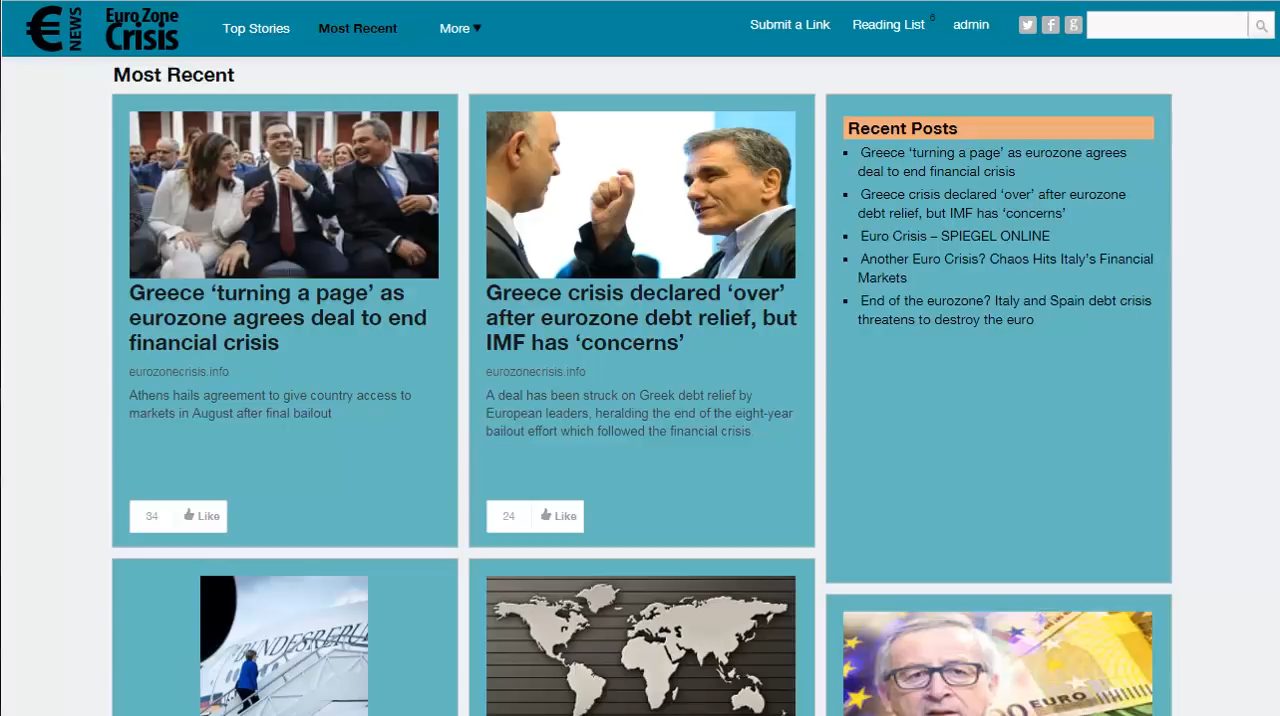 € NEWS
Euro Zone
Crisis
Top Stories
Most Recent
More ▼
Submit a Link
Reading List 6
admin
Most Recent
Greece ‘turning a page’ as
eurozone agrees deal to end
financial crisis
eurozonecrisis.info
Athens hails agreement to give country access to
markets in August after final bailout
34 Like
Greece crisis declared ‘over’
after eurozone debt relief, but
IMF has ‘concerns’
eurozonecrisis.info
A deal has been struck on Greek debt relief by
European leaders, heralding the end of the eight-year
bailout effort which followed the financial crisis.
24 Like
Recent Posts
Greece ‘turning a page’ as eurozone agrees
deal to end financial crisis
Greece crisis declared ‘over’ after eurozone
debt relief, but IMF has ‘concerns’
Euro Crisis – SPIEGEL ONLINE
Another Euro Crisis? Chaos Hits Italy’s Financial
Markets
End of the eurozone? Italy and Spain debt crisis
threatens to destroy the euro
BUNDESREPU
EURO